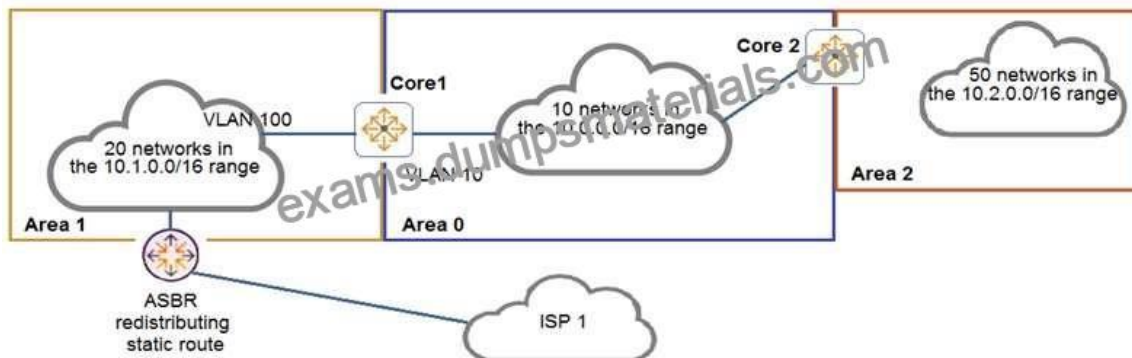 Core1
Core 2
VLAN 100
20 networks in
the 10.1.0.0/16 range
10 networks in
the 10.0.0.0/16 range
50 networks in
the 10.2.0.0/16 range
VLAN 10
Area 1
Area 0
Area 2
ASBR
redistributing
static route
ISP 1
exams.dumpsmaterials.com